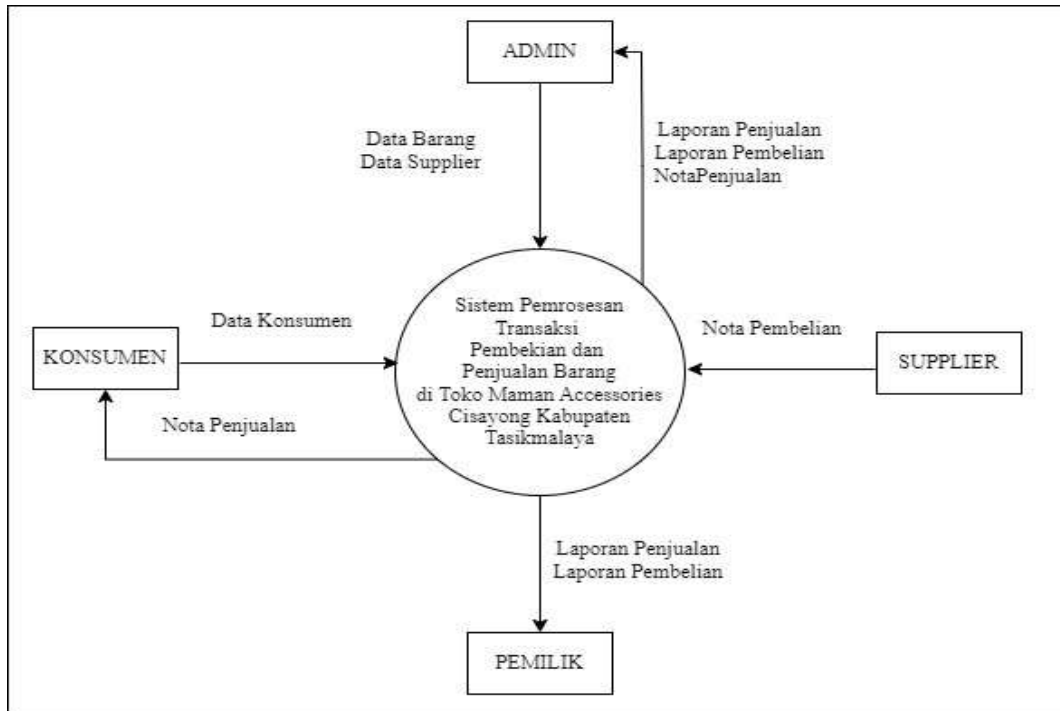 ADMIN
Data Barang
Data Supplier
Laporan Penjualan
Laporan Pembelian
NotaPenjualan
Sistem Pemrosesan
Transaksi
Pembekian dan
Penjualan Barang
di Toko Maman Accessories
Cisayong Kabupaten
Tasikmalaya
Data Konsumen
KONSUMEN
Nota Penjualan
Nota Pembelian
SUPPLIER
Laporan Penjualan
Laporan Pembelian
PEMILIK